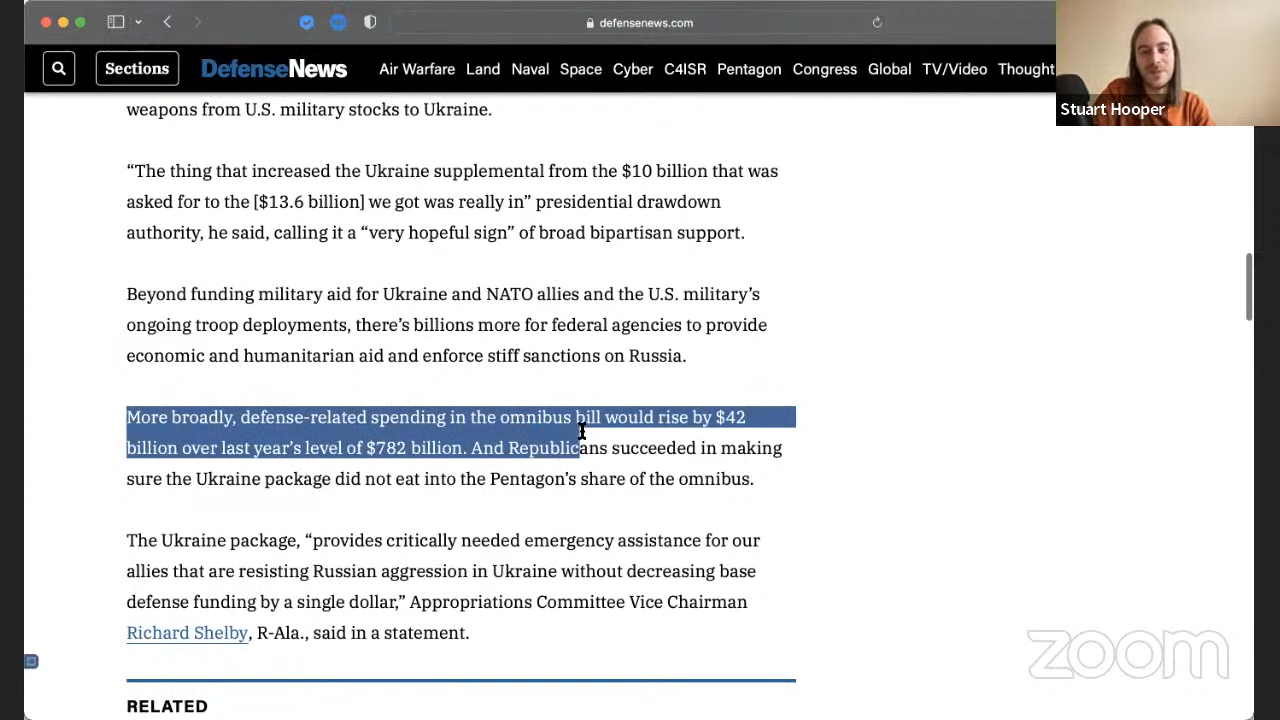 defensenews.com
Sections
DefenseNews
Air Warfare Land Naval Space Cyber C4ISR Pentagon Congress Global TV/Video Thought
Stuart Hooper
weapons from U.S. military stocks to Ukraine.
“The thing that increased the Ukraine supplemental from the $10 billion that was
asked for to the [$13.6 billion] we got was really in” presidential drawdown
authority, he said, calling it a “very hopeful sign” of broad bipartisan support.
Beyond funding military aid for Ukraine and NATO allies and the U.S. military’s
ongoing troop deployments, there’s billions more for federal agencies to provide
economic and humanitarian aid and enforce stiff sanctions on Russia.
More broadly, defense-related spending in the omnibus bill would rise by $42
billion over last year’s level of $782 billion. And Republicans succeeded in making
sure the Ukraine package did not eat into the Pentagon’s share of the omnibus.
The Ukraine package, “provides critically needed emergency assistance for our
allies that are resisting Russian aggression in Ukraine without decreasing base
defense funding by a single dollar,” Appropriations Committee Vice Chairman
Richard Shelby, R-Ala., said in a statement.
zoom
RELATED